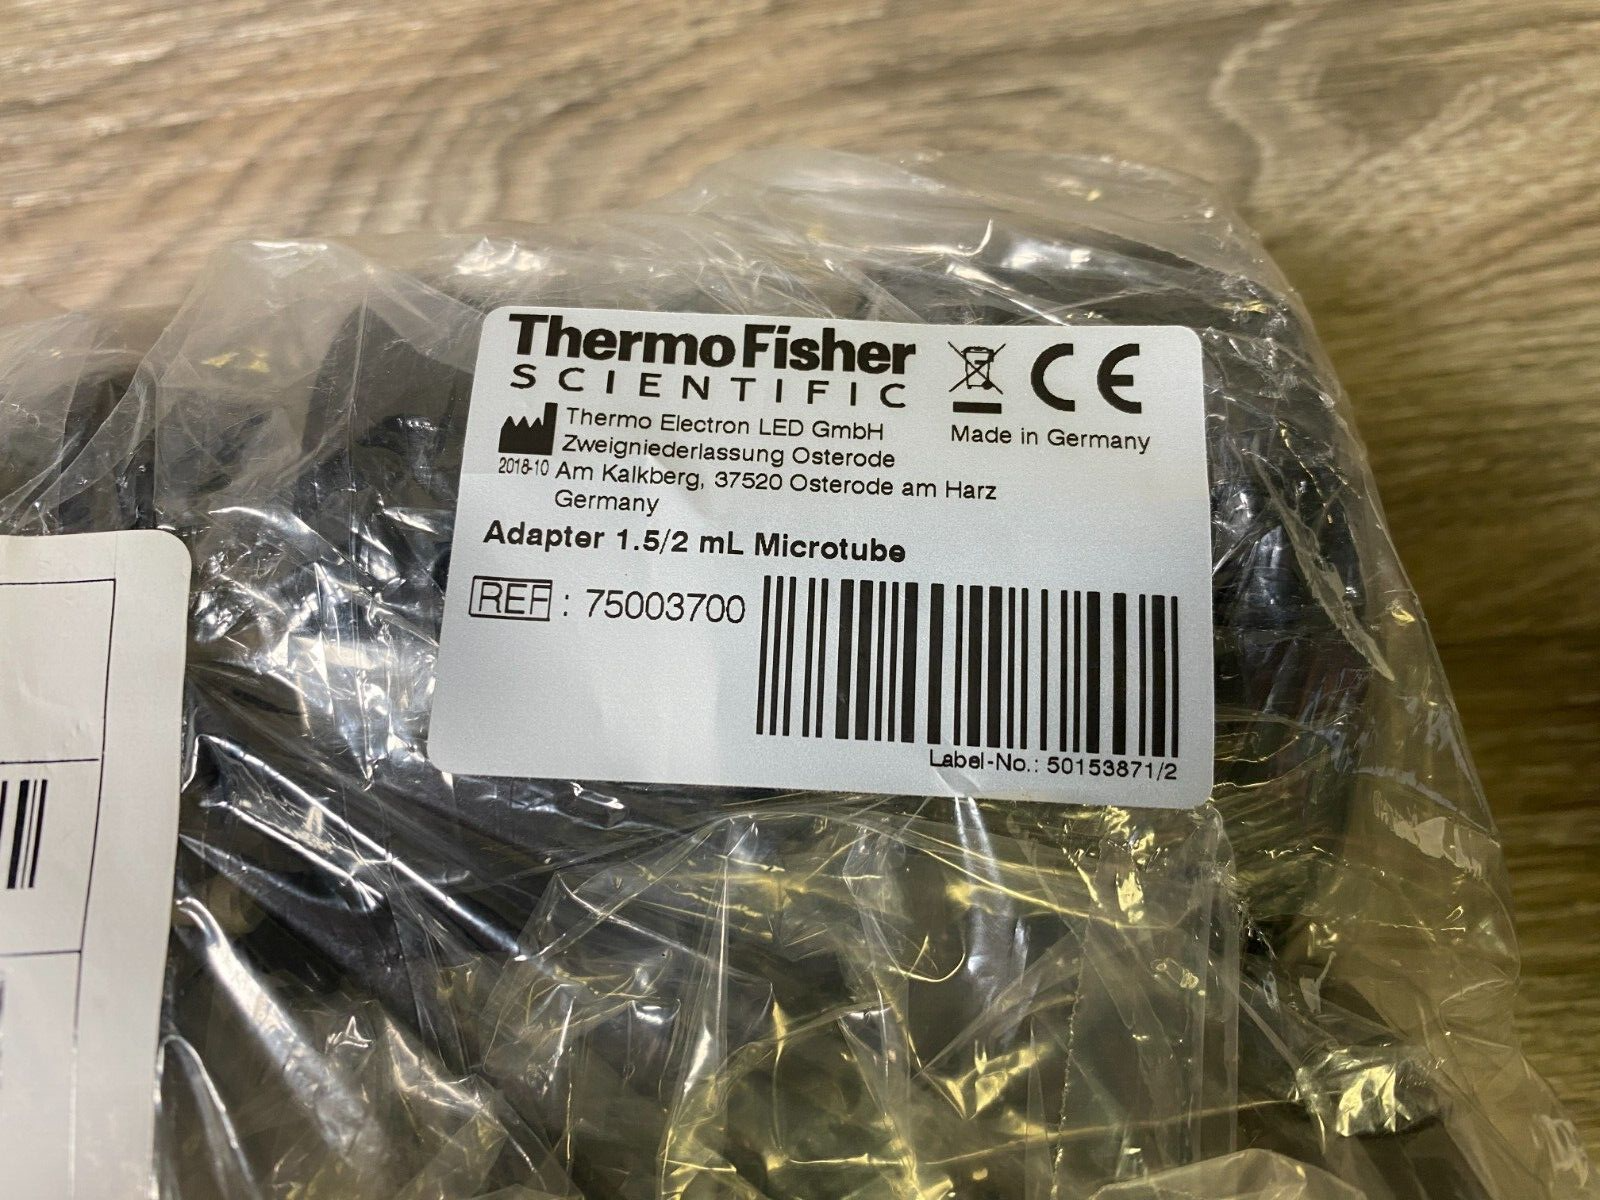 ThermoFisher
SCIENTIFIC
CE
Thermo Electron LED GmbH
Zweigniederlassung Osterode
2018-10 Am Kalkberg, 37520 Osterode am Harz
Germany
Made in Germany
Adapter 1.5/2 mL Microtube
REF : 75003700
Label-No.: 50153871/2